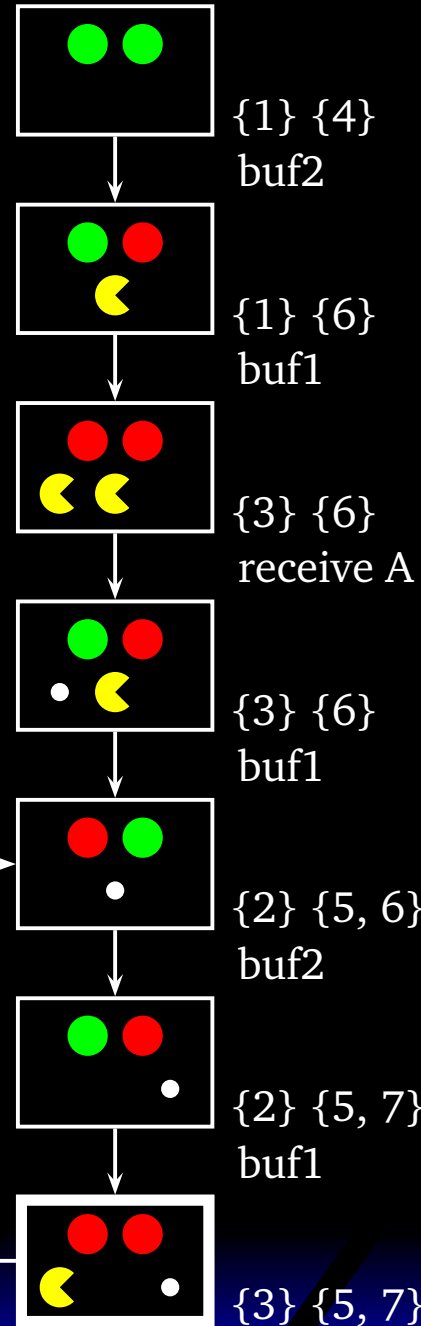 {1} {4}
buf2
{1} {6}
buf1
{3} {6}
receive A
{3} {6}
buf1
{2} {5, 6}
buf2
{2} {5, 7}
buf1
{3} {5, 7}